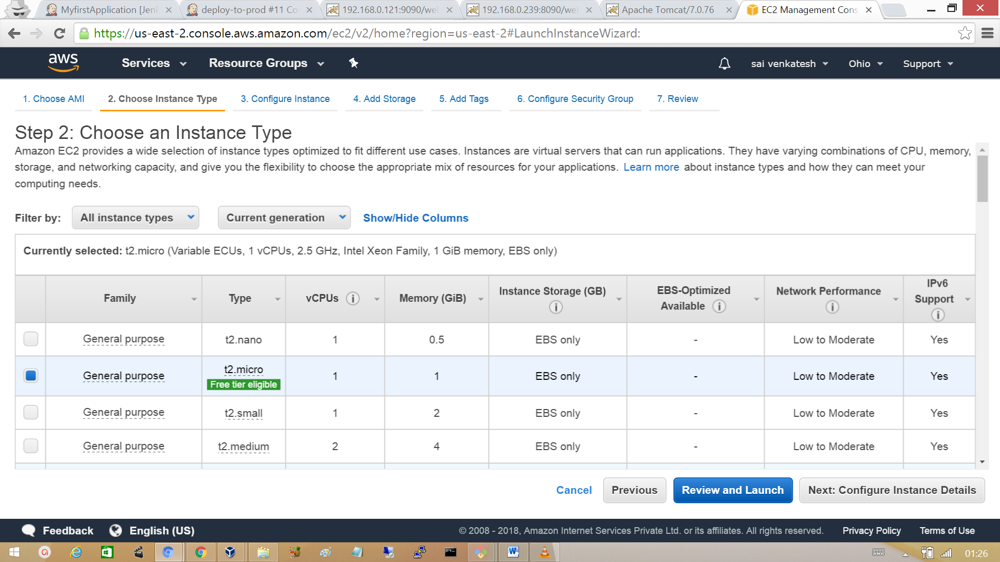 MyfirstApplication [Jenk
deploy-to-prod #11 Co
192.168.0.121:9090/web
192.168.0.239:8090/web
Apache Tomcat/7.0.76
EC2 Management Cons
https://us-east-2.console.aws.amazon.com/ec2/v2/home?region=us-east-2#LaunchInstanceWizard:
aws
Services
Resource Groups
sai venkatesh
Ohio
Support
1. Choose AMI
2. Choose Instance Type
3. Configure Instance
4. Add Storage
5. Add Tags
6. Configure Security Group
7. Review
Step 2: Choose an Instance Type
Amazon EC2 provides a wide selection of instance types optimized to fit different use cases. Instances are virtual servers that can run applications. They have varying combinations of CPU, memory,
storage, and networking capacity, and give you the flexibility to choose the appropriate mix of resources for your applications. Learn more about instance types and how they can meet your
computing needs.
Filter by: All instance types Current generation Show/Hide Columns
Currently selected: t2.micro (Variable ECUs, 1 vCPUs, 2.5 GHz, Intel Xeon Family, 1 GiB memory, EBS only)
Family
Type
vCPUs
Memory (GiB)
Instance Storage (GB)
EBS-Optimized
Available
Network Performance
IPv6
Support
General purpose t2.nano 1 0.5 EBS only - Low to Moderate Yes
General purpose t2.micro 1 1 EBS only - Low to Moderate Yes
Free tier eligible
General purpose t2.small 1 2 EBS only - Low to Moderate Yes
General purpose t2.medium 2 4 EBS only - Low to Moderate Yes
Cancel Previous Review and Launch Next: Configure Instance Details
Feedback English (US) © 2008 - 2018, Amazon Internet Services Private Ltd. or its affiliates. All rights reserved. Privacy Policy Terms of Use
01:26